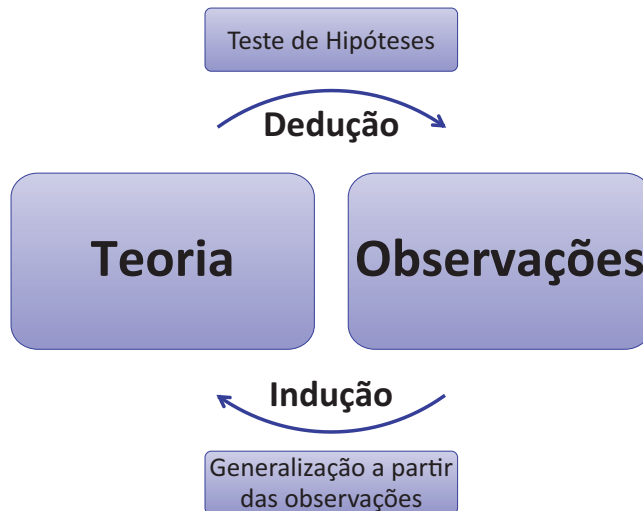 Teste de Hipóteses
Dedução
Teoria
Observações
Indução
Generalização a partir
das observações